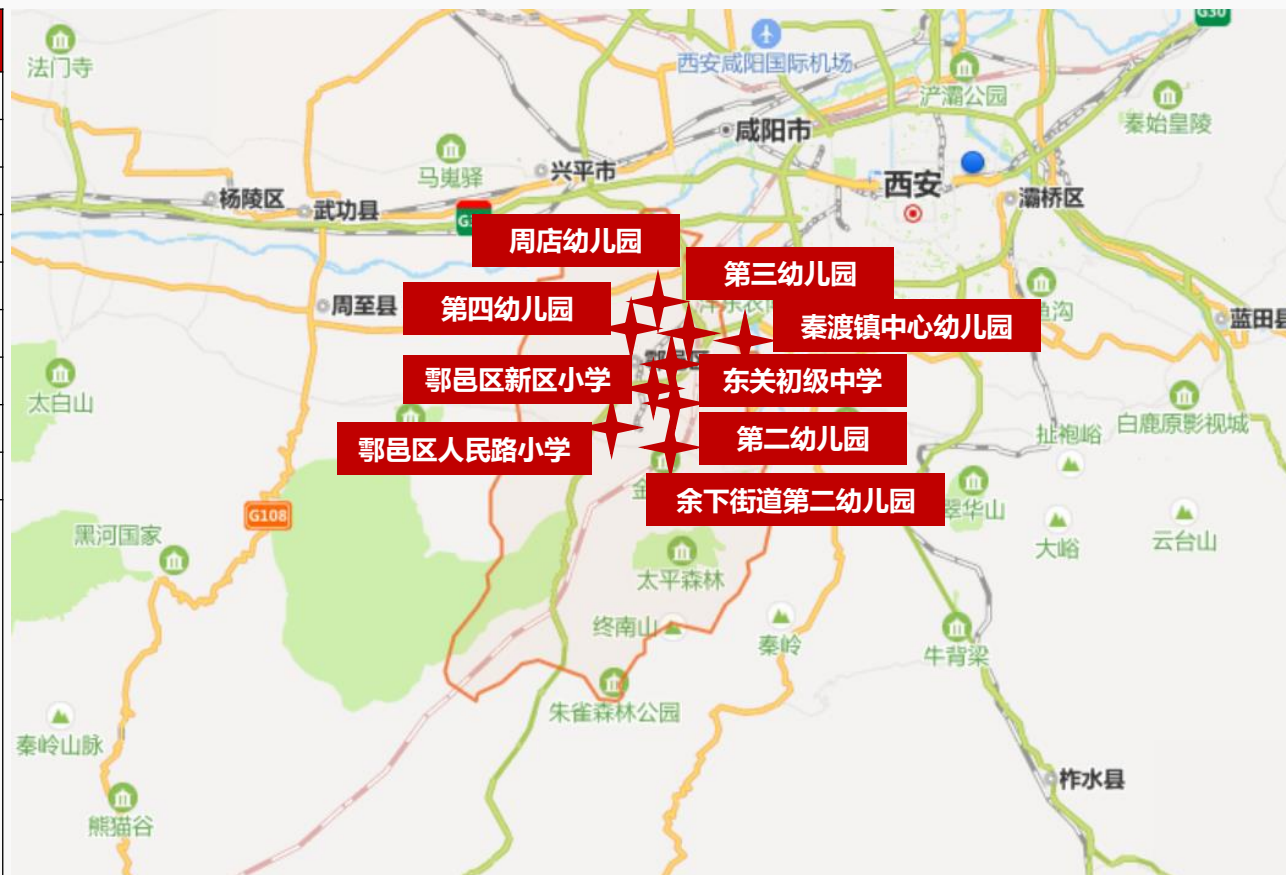 G30
法门寺
西安咸阳国际机场
浐灞公园
秦始皇陵
咸阳市
马嵬驿
兴平市
西安
灞桥区
杨陵区
武功县
周店幼儿园
第三幼儿园
周至县
第四幼儿园
秦渡镇中心幼儿园
蓝田县
鄠邑区
鄠邑区新区小学
东关初级中学
太白山
白鹿原影视城
扯袍峪
第二幼儿园
鄠邑区人民路小学
余下街道第二幼儿园
翠华山
G108
黑河国家
大峪
云台山
太平森林
终南山
秦岭
牛背梁
朱雀森林公园
秦岭山脉
柞水县
熊猫谷